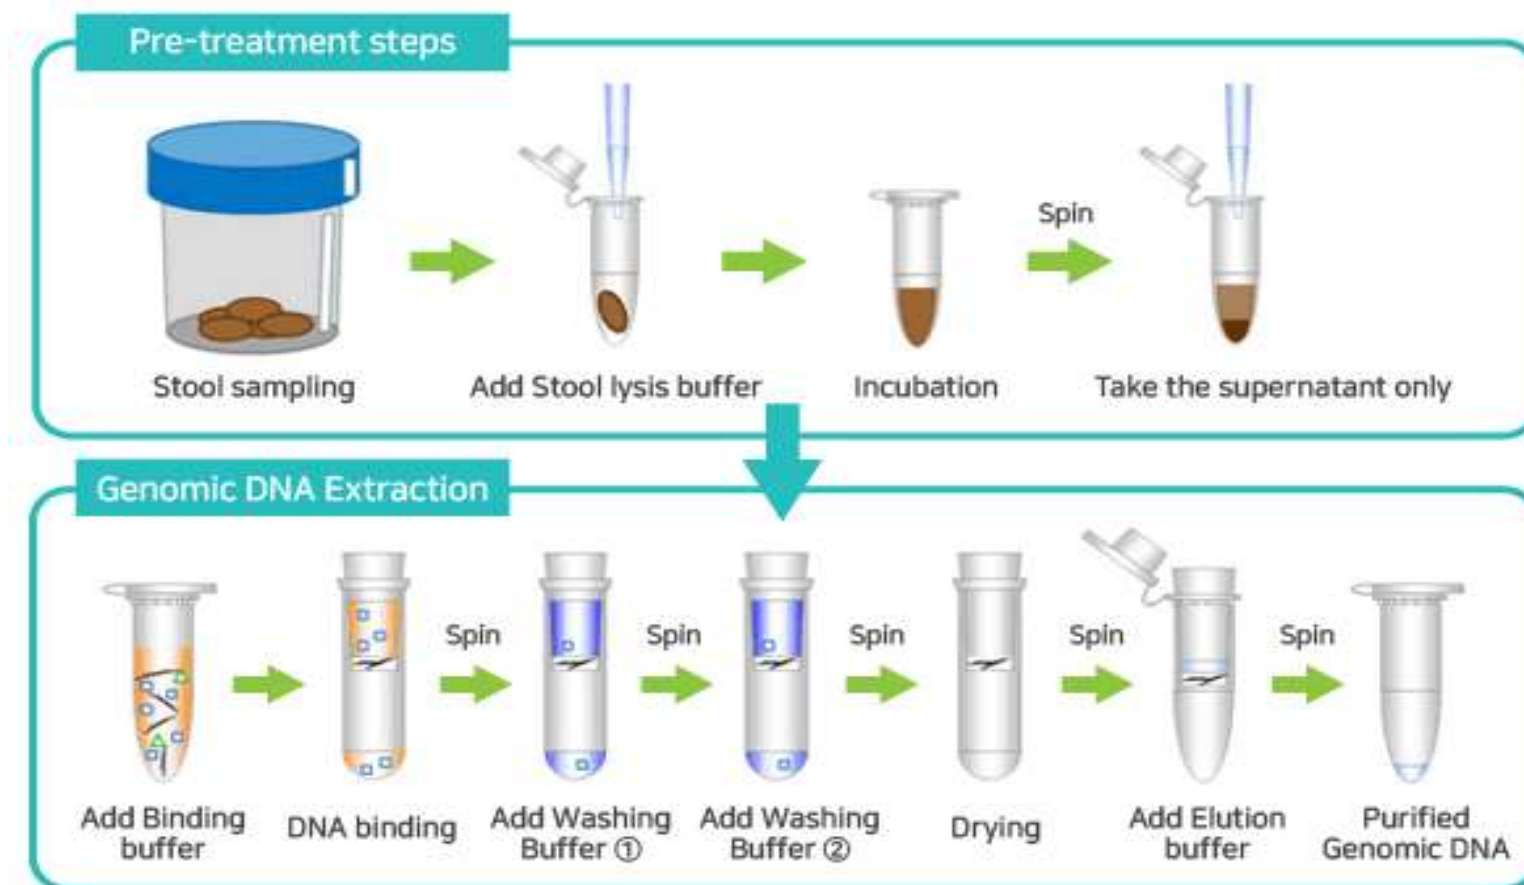 Pre-treatment steps
Spin
Stool sampling
Add Stool lysis buffer
Incubation
Take the supernatant only
Genomic DNA Extraction
Spin
Spin
Spin
Spin
Spin
Add Binding
buffer
DNA binding
Add Washing
Buffer ①
Add Washing
Buffer ②
Drying
Add Elution
buffer
Purified
Genomic DNA